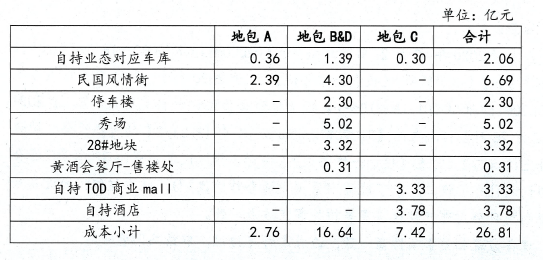 单位：亿元
地包 A 地包 B&D 地包 C 合计
自持业态对应车库 0.36 1.39 0.30 2.06
民国风情街 2.39 4.30 - 6.69
停车楼 - 2.30 - 2.30
秀场 - 5.02 - 5.02
28#地块 - 3.32 - 3.32
黄酒会客厅-售楼处 0.31 0.31
自持 TOD 商业 mall - - 3.33 3.33
自持酒店 - - 3.78 3.78
成本小计 2.76 16.64 7.42 26.81